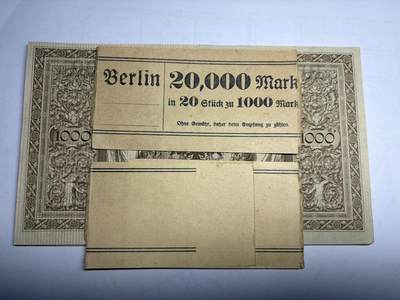 Berlin 20,000 Mark
in 20 Stück zu 1000 Mark
Ohne Gewähr, daher beim Empfang zu zählen.
1000 1000